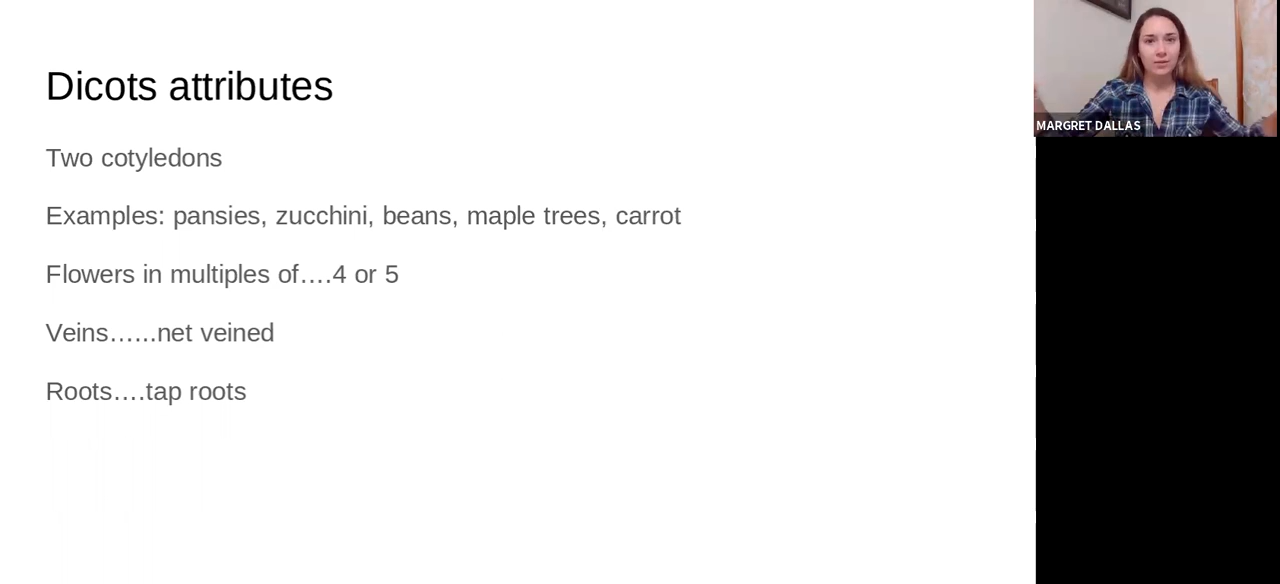 Dicots attributes
MARGRET DALLAS
Two cotyledons
Examples: pansies, zucchini, beans, maple trees, carrot
Flowers in multiples of….4 or 5
Veins……net veined
Roots….tap roots